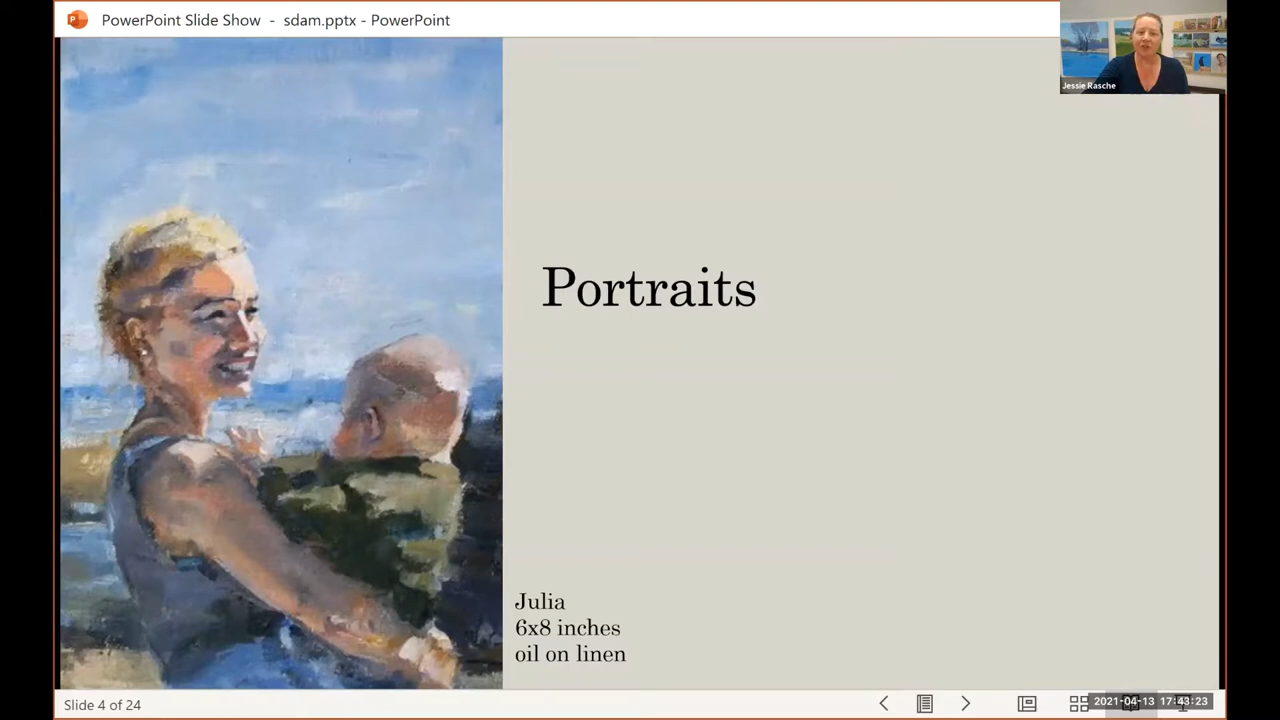 PowerPoint Slide Show - sdam.pptx - PowerPoint
Jessie Rasche
Portraits
Julia
6x8 inches
oil on linen
Slide 4 of 24
2021-04-13 17:43:23